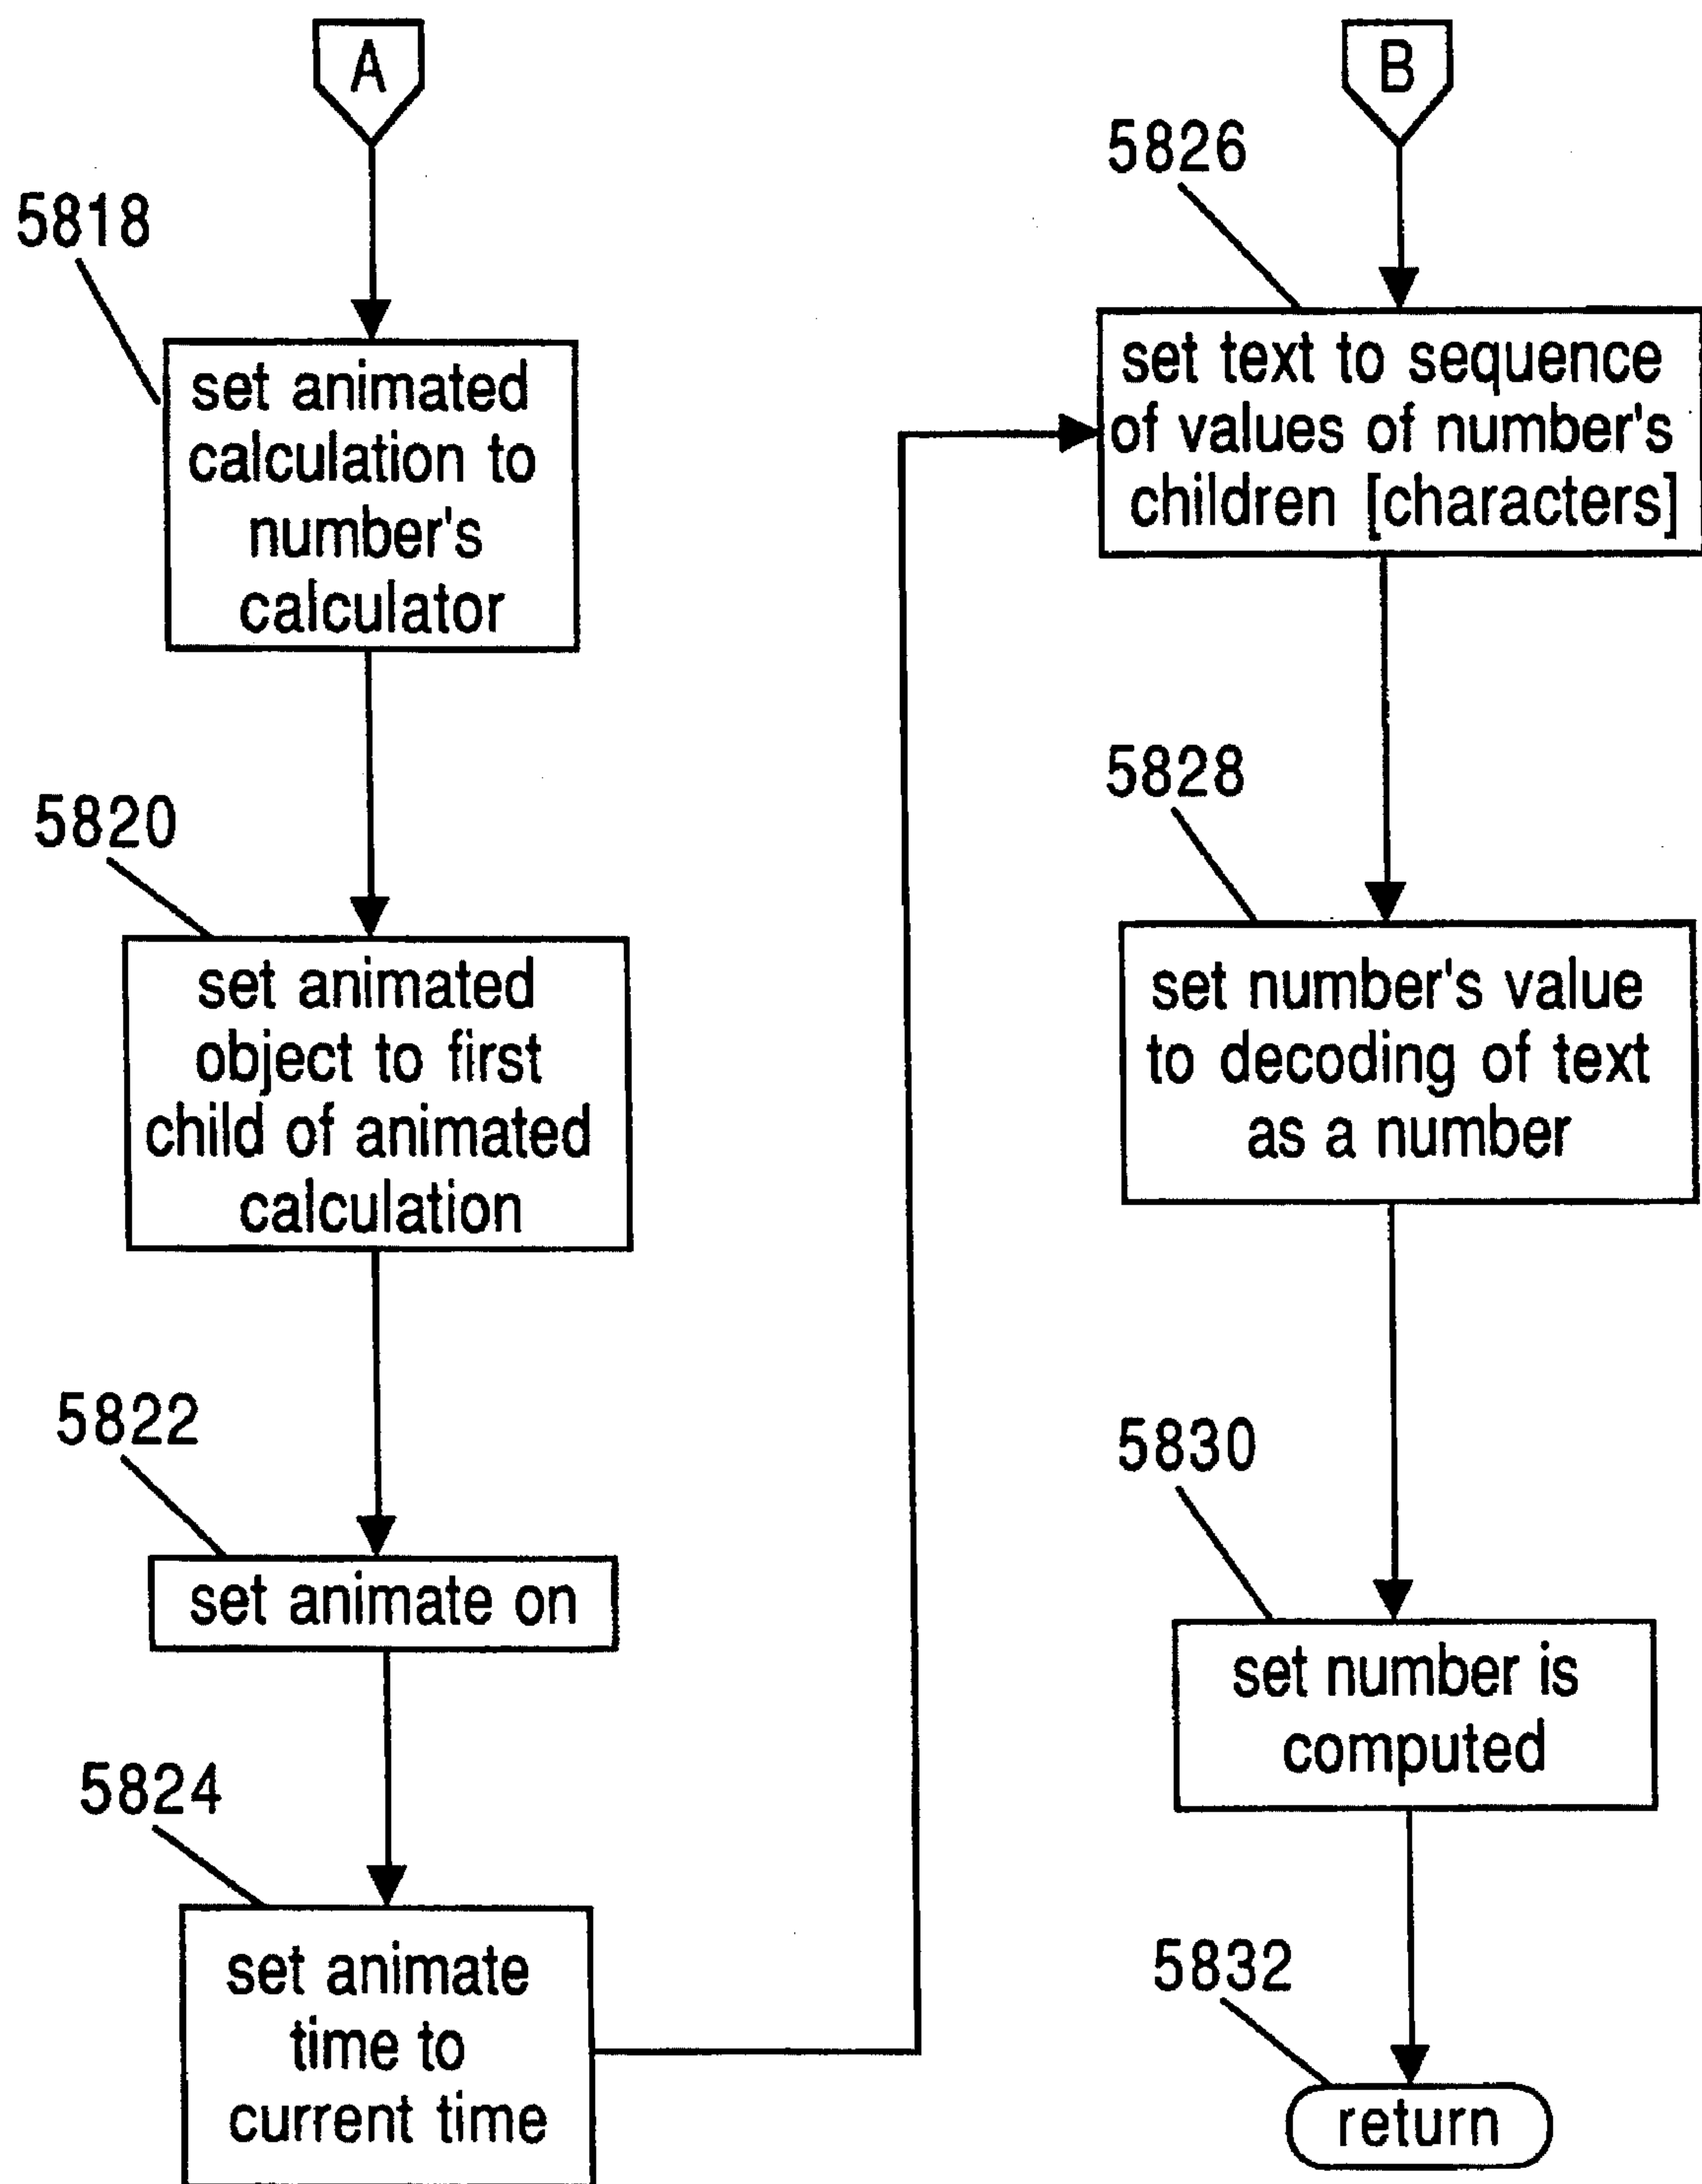 A
5818
set animated
calculation to
number's
calculator
5820
set animated
object to first
child of animated
calculation
5822
set animate on
5824
set animate
time to
current time
B
5826
set text to sequence
of values of number's
children [characters]
5828
set number's value
to decoding of text
as a number
5830
set number is
computed
5832
return